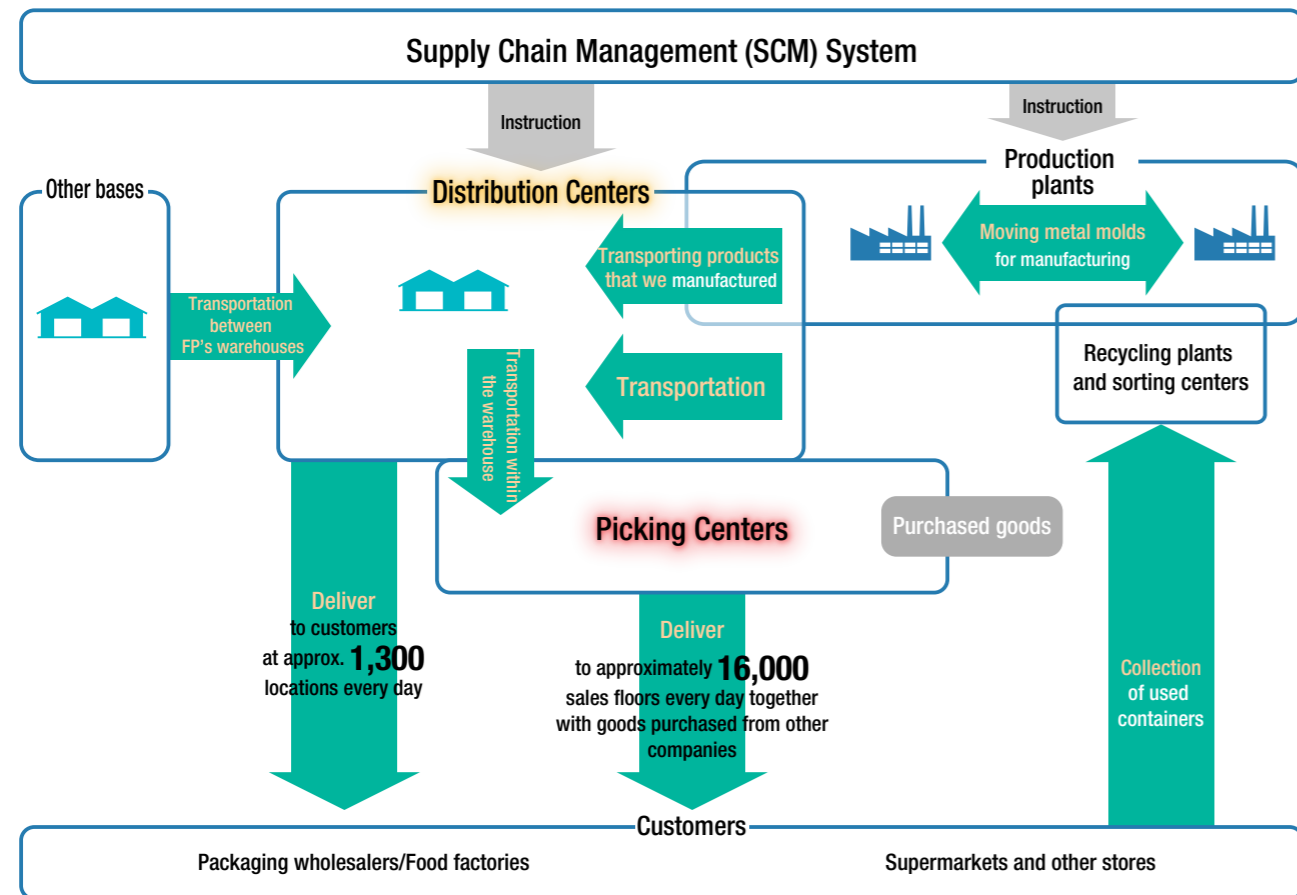 Supply Chain Management (SCM) System
Instruction
Instruction
Other bases
Distribution Centers
Production
plants
Transportation
between
FP's warehouses
Transporting products
that we manufactured
Moving metal molds
for manufacturing
Transportation within
the warehouse
Transportation
Recycling plants
and sorting centers
Picking Centers
Purchased goods
Deliver
to customers
at approx. 1,300
locations every day
Deliver
to approximately 16,000
sales floors every day together
with goods purchased from other
companies
Collection
of used
containers
Customers
Packaging wholesalers/Food factories
Supermarkets and other stores